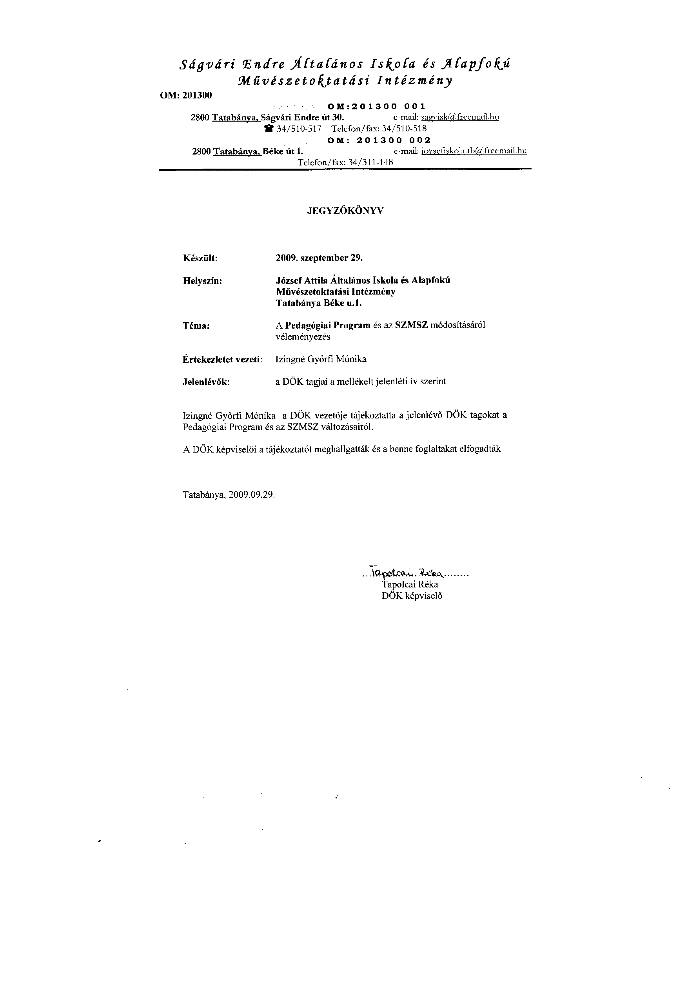 Ságvári Endre Általános Iskola és Alapfokú
Művészetoktatási Intézmény
OM: 201300
OM:201300 001
2800 Tatabánya, Ságvári Endre út 30. e-mail: sagvisk@freemail.hu
☎ 34/510-517 Telefon/fax: 34/510-518
OM: 201300 002
2800 Tatabánya, Béke út 1. e-mail: jozsefiskola.tb@freemail.hu
Telefon/fax: 34/311-148
JEGYZŐKÖNYV
Készült: 2009. szeptember 29.
Helyszín: József Attila Általános Iskola és Alapfokú
Művészetoktatási Intézmény
Tatabánya Béke u.1.
Téma: A Pedagógiai Program és az SZMSZ módosításáról
véleményezés
Értekezletet vezeti: Izingné Győrfi Mónika
Jelenlévők: a DÖK tagjai a mellékelt jelenléti ív szerint
Izingné Győrfi Mónika a DÖK vezetője tájékoztatta a jelenlévő DÖK tagokat a
Pedagógiai Program és az SZMSZ változásairól.
A DÖK képviselői a tájékoztatót meghallgatták és a benne foglaltakat elfogadták
Tatabánya, 2009.09.29.
...Tapolcai Réka........
Tapolcai Réka
DÖK képviselő